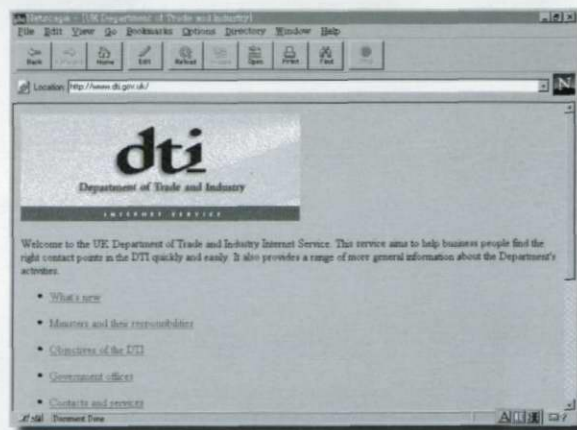 Netscape - [UK Department of Trade and Industry]
File Edit View Go Bookmarks Options Directory Window Help
Back Home Edit Reload Open Print Find
Location: http://www.dti.gov.uk/
N
dti
Department of Trade and Industry
INTERNET SERVICE
Welcome to the UK Department of Trade and Industry Internet Service. This service aims to help business people find the
right contact points in the DTI quickly and easily. It also provides a range of more general information about the Department's
activities.
• What's new
• Ministers and their responsibilities
• Objectives of the DTI
• Government offices
• Contacts and services
Document Done